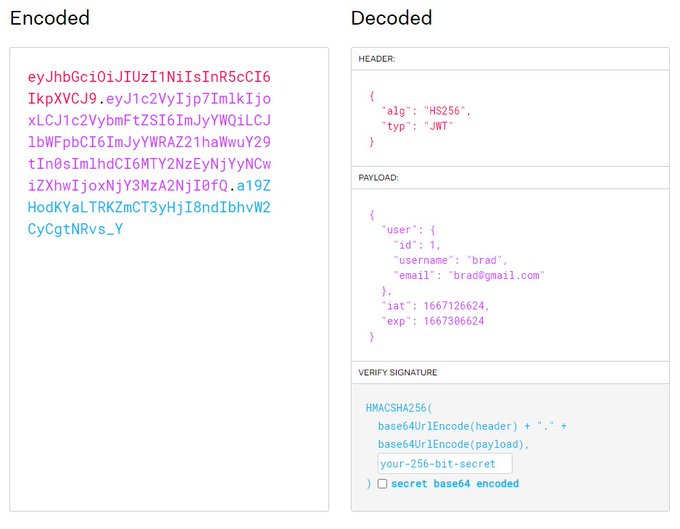 Encoded
eyJhbGciOiJIUzI1NiIsInR5cCI6
IkpXVCJ9.eyJ1c2VyIjp7ImlkIjo
xLCJ1c2VybmFtZSI6ImJyYWQiLCJ
lbWFpbCI6ImJyYWRAZ21haWwuY29
tIn0sImlhdCI6MTY2NzEyNjYyNCw
iZXhwIjoxNjY3MzA2NjI0fQ.a19Z
HodKYaLTRKZmCT3yHjI8ndIbhvW2
CyCgtNRvs_Y
Decoded
HEADER:
{
"alg": "HS256",
"typ": "JWT"
}
PAYLOAD:
{
"user": {
"id": 1,
"username": "brad",
"email": "brad@gmail.com"
},
"iat": 1667126624,
"exp": 1667306624
}
VERIFY SIGNATURE
HMACSHA256(
base64UrlEncode(header) + "." +
base64UrlEncode(payload),
your-256-bit-secret
) secret base64 encoded